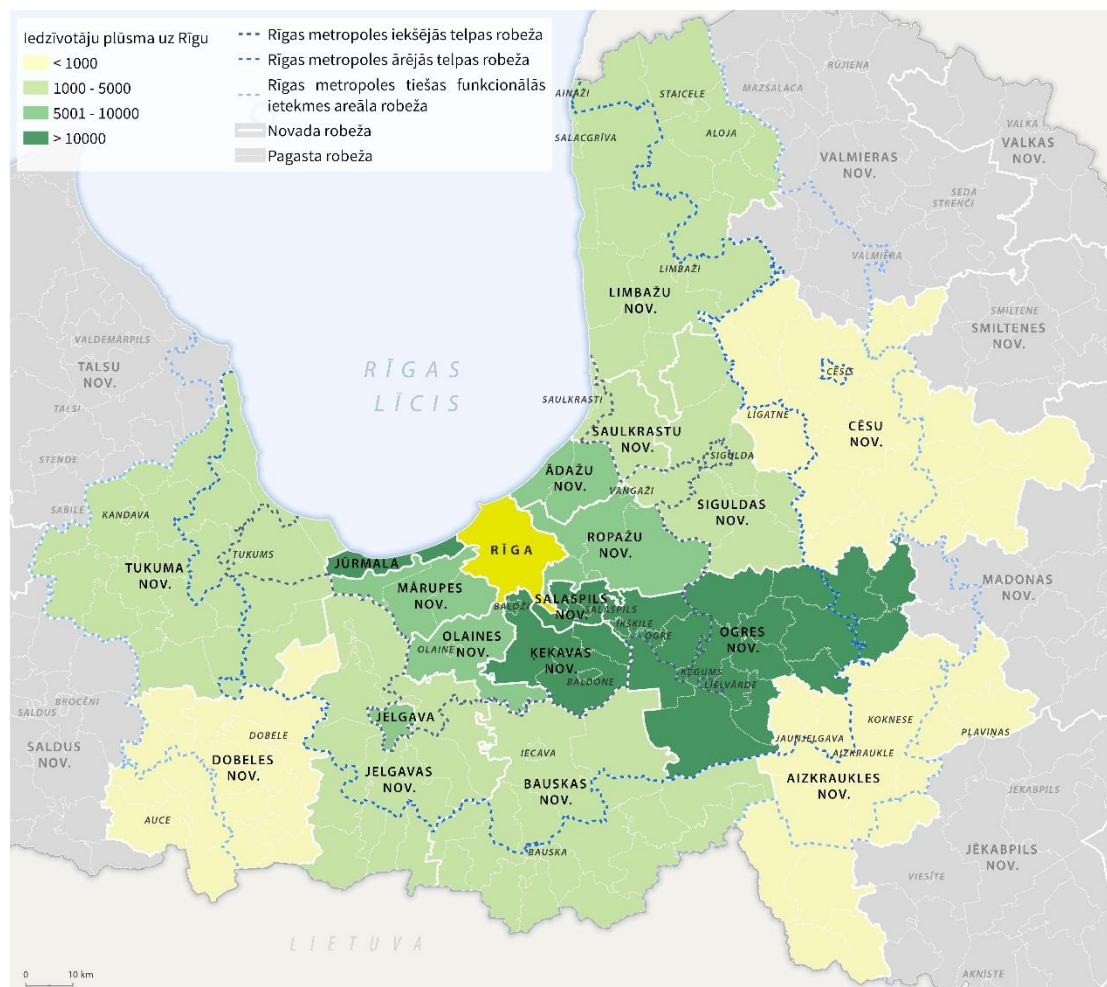 Iedzīvotāju plūsma uz Rīgu
< 1000
1000 - 5000
5001 - 10000
> 10000
Rīgas metropoles iekšējās telpas robeža
Rīgas metropoles ārējās telpas robeža
Rīgas metropoles tiešas funkcionālās
ietekmes areāla robeža
Novada robeža
Pagasta robeža
RŪJIENA
MAZSALACA
AINAŽI
STAICELE
SALACGRĪVA
ALOJA
VALKA
VALKAS
NOV.
VALMIERAS
NOV.
SEDA
STRENČI
VALMIERA
LIMBAŽI
LIMBAŽU
NOV.
SMILTENE
SMILTENES
NOV.
VALDEMĀRPILS
TALSU
NOV.
TALSI
STENDE
SABILE
RĪGAS
LĪCIS
SAULKRASTI
SAULKRASTU
NOV.
CĒSIS
LĪGATNE
CĒSU
NOV.
SIGULDA
ĀDAŽU
NOV.
VANGAŽI
SIGULDAS
NOV.
KANDAVA
TUKUMS
TUKUMA
NOV.
JŪRMALA
RĪGA
ROPAŽU
NOV.
MĀRUPES
NOV.
BALOŽI
SALASPILS
NOV.
SALASPILS
IKŠĶILE
OGRE
OGRES
NOV.
MADONAS
NOV.
OLAINES
NOV.
OLAINE
ĶEKAVAS
NOV.
BALDONE
ĶEGUMS
LIELVĀRDE
BROCĒNI
SALDUS
SALDUS
NOV.
DOBELE
DOBELES
NOV.
AUCE
JELGAVA
JELGAVAS
NOV.
IECAVA
BAUSKAS
NOV.
BAUSKA
JAUNJELGAVA
KOKNESE
PĻAVIŅAS
AIZKRAUKLE
AIZKRAUKLES
NOV.
JĒKABPILS
JĒKABPILS
NOV.
VIESĪTE
LIETUVA
AKNĪSTE
0 10 km